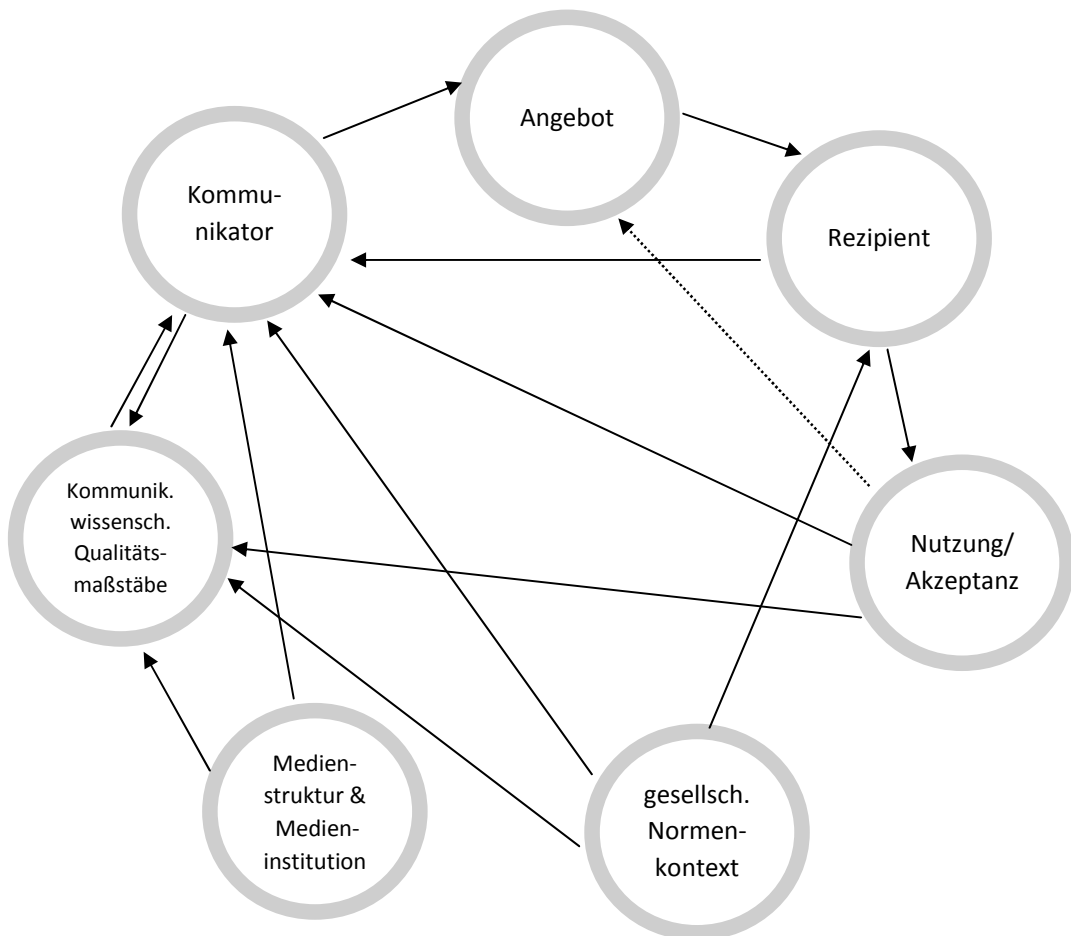 Angebot
Kommu-
nikator
Rezipient
Kommunik.
wissensch.
Qualitäts-
maßstäbe
Nutzung/
Akzeptanz
Medien-
struktur &
Medien-
institution
gesellsch.
Normen-
kontext